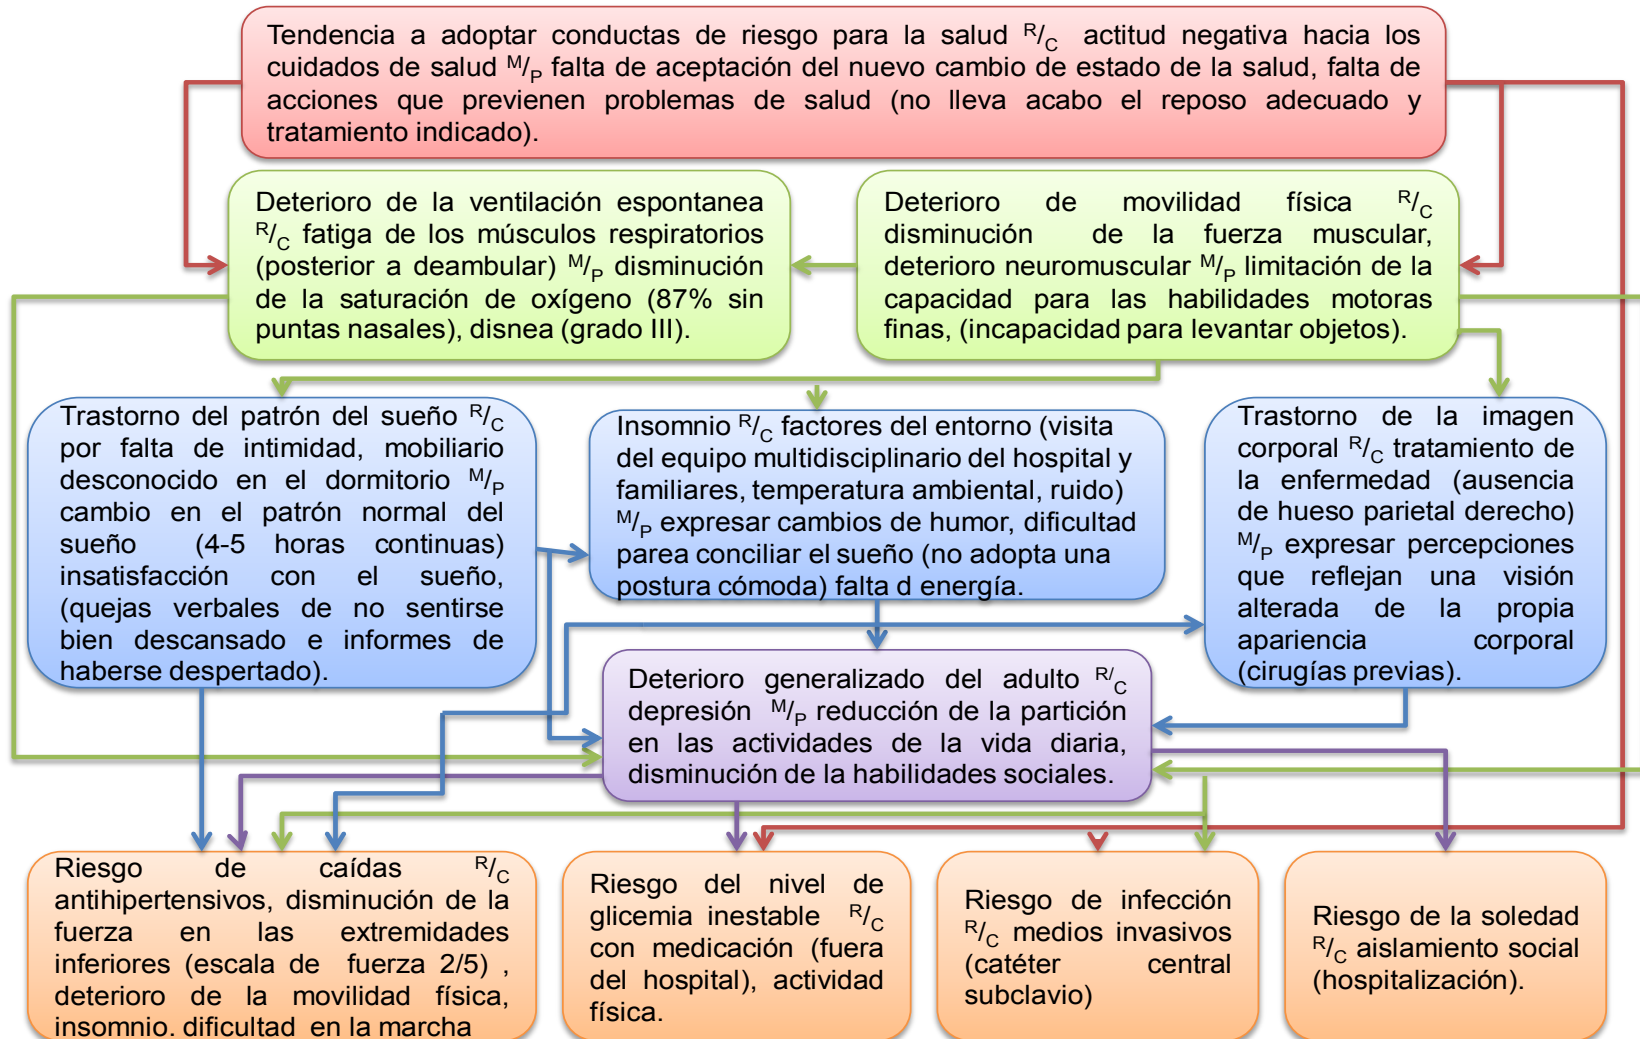 Tendencia a adoptar conductas de riesgo para la salud R/C actitud negativa hacia los
cuidados de salud M/P falta de aceptación del nuevo cambio de estado de la salud, falta de
acciones que previenen problemas de salud (no lleva acabo el reposo adecuado y
tratamiento indicado).
Deterioro de la ventilación espontanea
R/C fatiga de los músculos respiratorios
(posterior a deambular) M/P disminución
de la saturación de oxígeno (87% sin
puntas nasales), disnea (grado III).
Deterioro de movilidad física R/C
disminución de la fuerza muscular,
deterioro neuromuscular M/P limitación de la
capacidad para las habilidades motoras
finas, (incapacidad para levantar objetos).
Trastorno del patrón del sueño R/C
por falta de intimidad, mobiliario
desconocido en el dormitorio M/P
cambio en el patrón normal del
sueño (4-5 horas continuas)
insatisfacción con el sueño,
(quejas verbales de no sentirse
bien descansado e informes de
haberse despertado).
Insomnio R/C factores del entorno (visita
del equipo multidisciplinario del hospital y
familiares, temperatura ambiental, ruido)
M/P expresar cambios de humor, dificultad
parea conciliar el sueño (no adopta una
postura cómoda) falta d energía.
Trastorno de la imagen
corporal R/C tratamiento de
la enfermedad (ausencia
de hueso parietal derecho)
M/P expresar percepciones
que reflejan una visión
alterada de la propia
apariencia corporal
(cirugías previas).
Deterioro generalizado del adulto R/C
depresión M/P reducción de la partición
en las actividades de la vida diaria,
disminución de la habilidades sociales.
Riesgo de caídas R/C
antihipertensivos, disminución de la
fuerza en las extremidades
inferiores (escala de fuerza 2/5) ,
deterioro de la movilidad física,
insomnio. dificultad en la marcha
Riesgo del nivel de
glicemia inestable R/C
con medicación (fuera
del hospital), actividad
física.
Riesgo de infección
R/C medios invasivos
(catéter central
subclavio)
Riesgo de la soledad
R/C aislamiento social
(hospitalización).